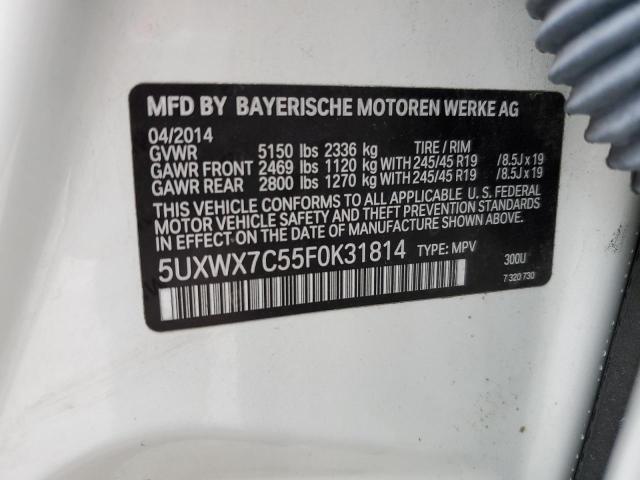 MFD BY BAYERISCHE MOTOREN WERKE AG
04/2014
GVWR 5150 lbs 2336 kg TIRE / RIM
GAWR FRONT 2469 lbs 1120 kg WITH 245/45 R19 / 8.5J x 19
GAWR REAR 2800 lbs 1270 kg WITH 245/45 R19 / 8.5J x 19
THIS VEHICLE CONFORMS TO ALL APPLICABLE U. S. FEDERAL
MOTOR VEHICLE SAFETY AND THEFT PREVENTION STANDARDS
IN EFFECT ON THE DATE OF MANUFACTURE SHOWN ABOVE.
5UXWX7C55F0K31814 TYPE: MPV 300U
7 320 730